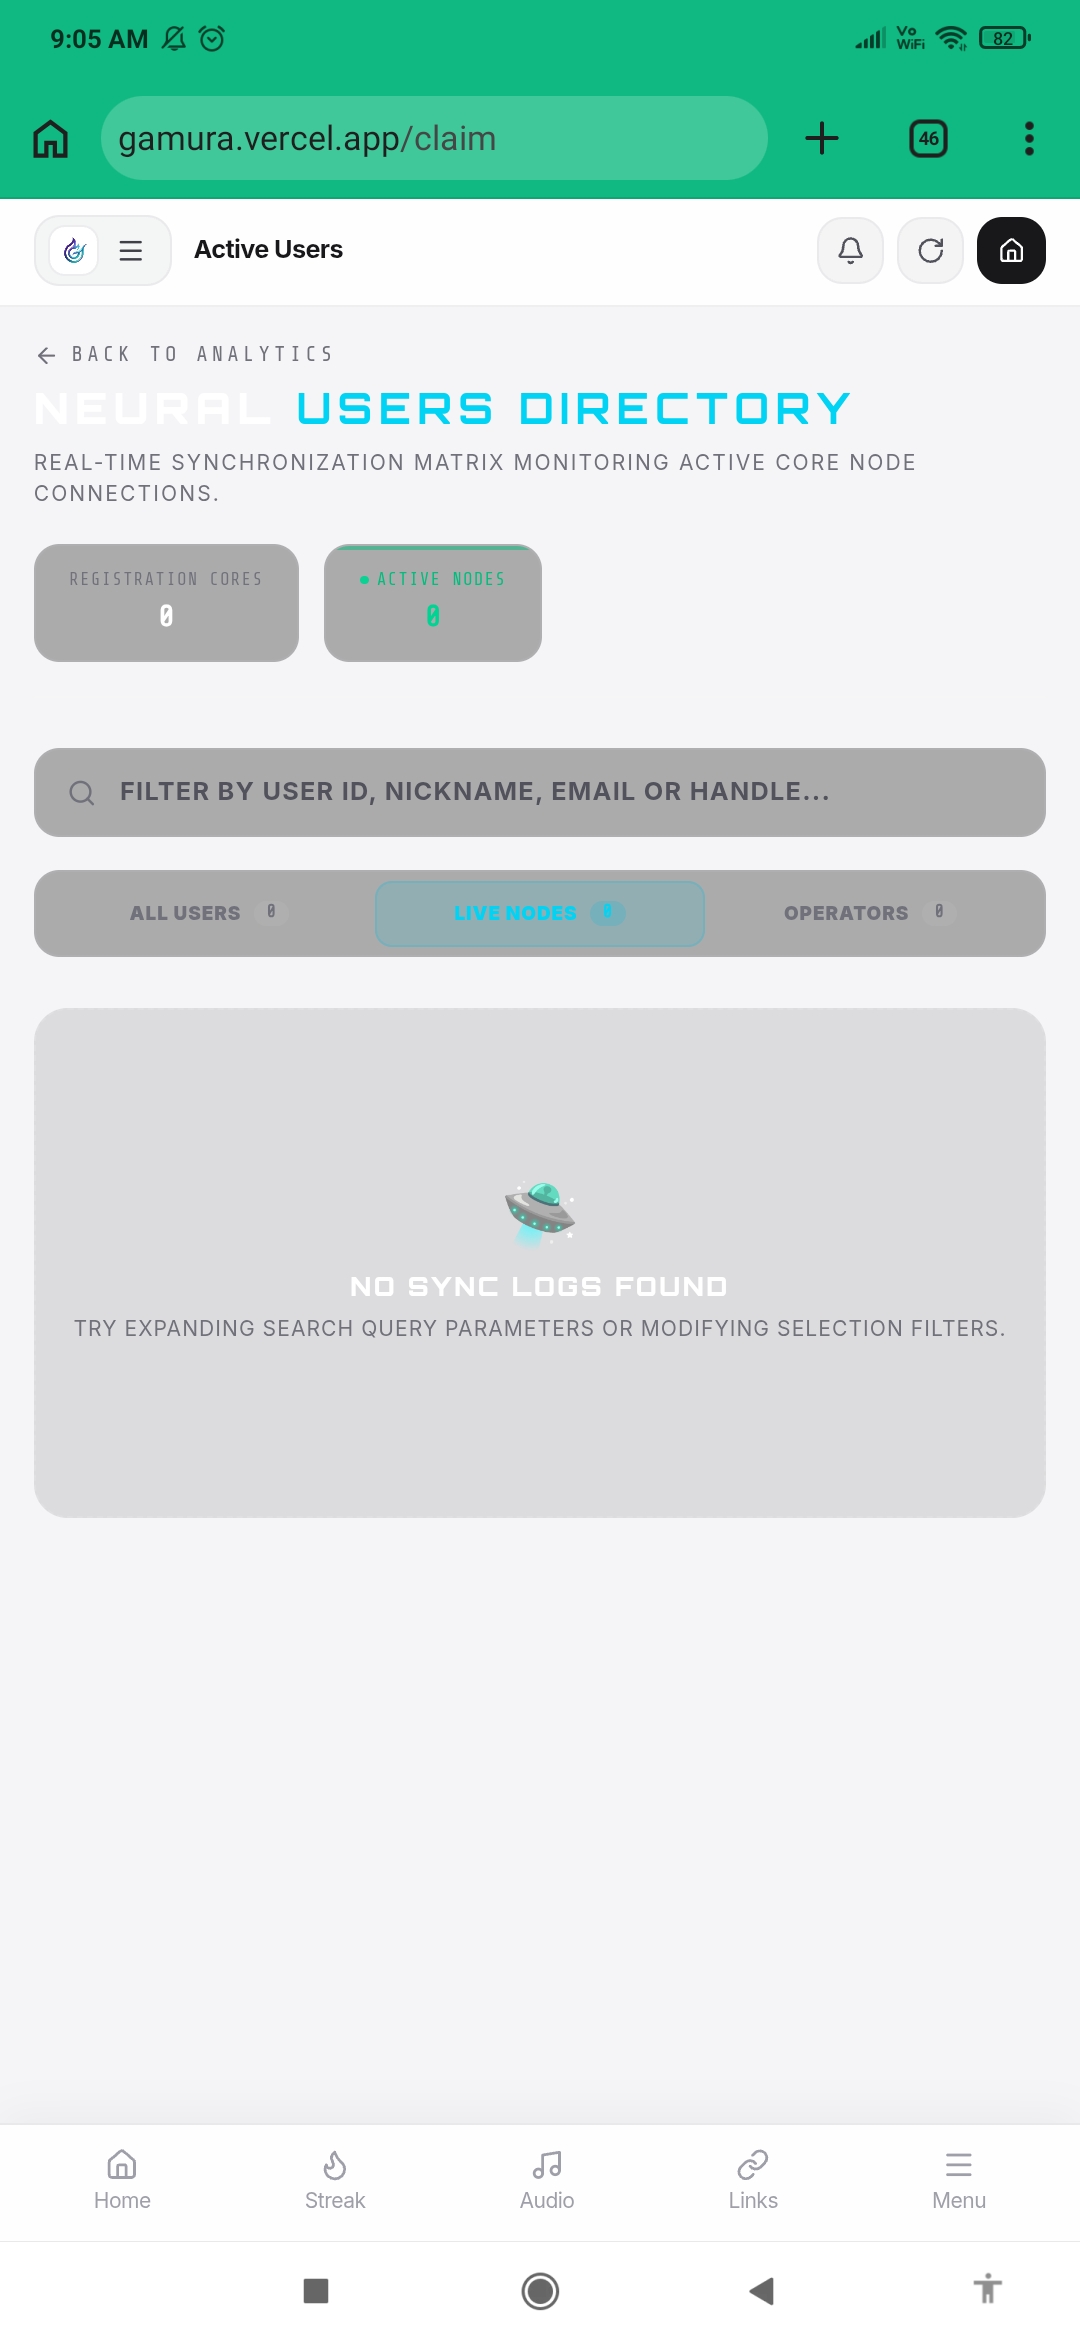 9:05 AM
Vo
WiFi
82
gamura.vercel.app/claim
46
Active Users
BACK TO ANALYTICS
NEURAL USERS DIRECTORY
REAL-TIME SYNCHRONIZATION MATRIX MONITORING ACTIVE CORE NODE
CONNECTIONS.
REGISTRATION CORES
0
ACTIVE NODES
0
FILTER BY USER ID, NICKNAME, EMAIL OR HANDLE...
ALL USERS 0
LIVE NODES 0
OPERATORS 0
NO SYNC LOGS FOUND
TRY EXPANDING SEARCH QUERY PARAMETERS OR MODIFYING SELECTION FILTERS.
Home
Streak
Audio
Links
Menu